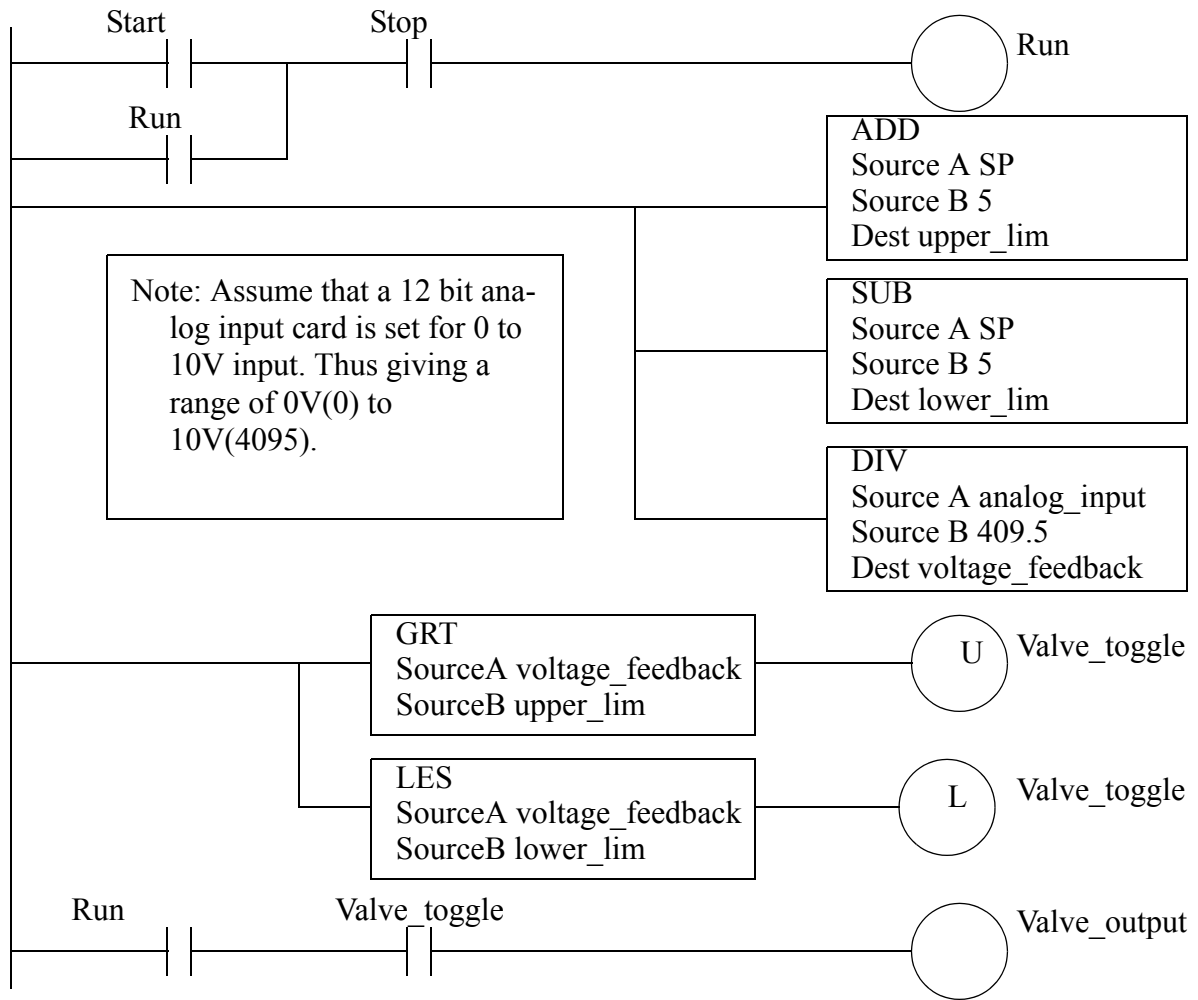 Start
Stop
Run
Run
ADD
Source A SP
Source B 5
Dest upper_lim
Note: Assume that a 12 bit ana-
log input card is set for 0 to
10V input. Thus giving a
range of 0V(0) to
10V(4095).
SUB
Source A SP
Source B 5
Dest lower_lim
DIV
Source A analog_input
Source B 409.5
Dest voltage_feedback
GRT
SourceA voltage_feedback
SourceB upper_lim
U
Valve_toggle
LES
SourceA voltage_feedback
SourceB lower_lim
L
Valve_toggle
Run
Valve_toggle
Valve_output